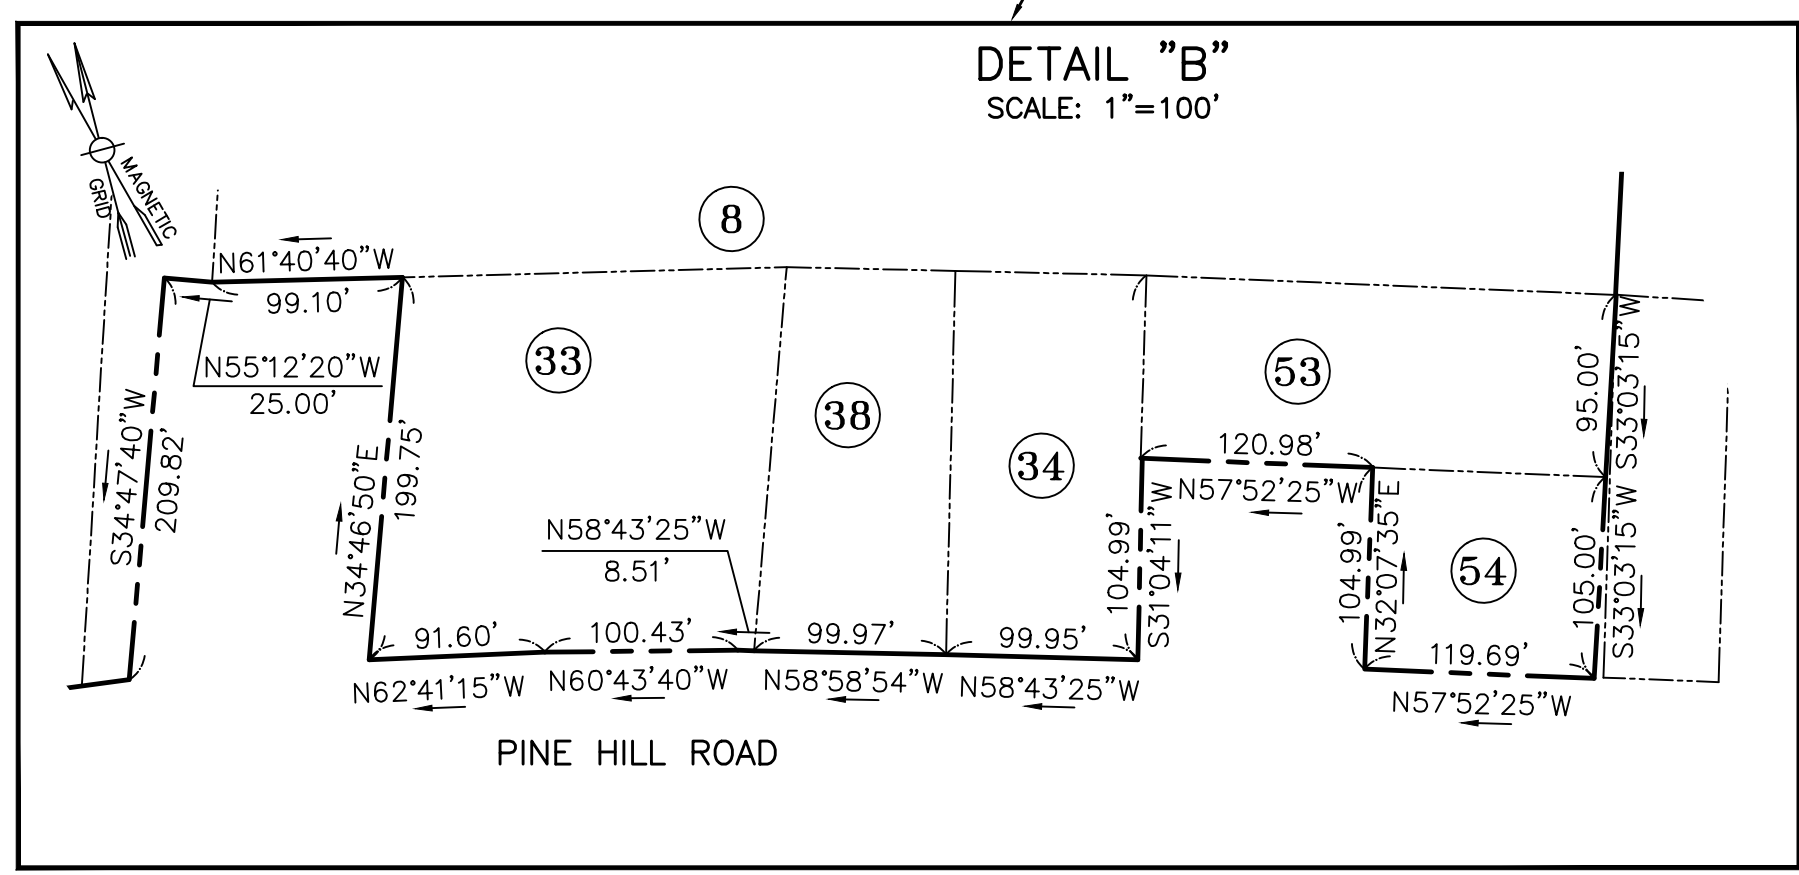 DETAIL "B"
SCALE: 1"=100'
MAGNETIC
GRID
8
N61°40'40"W
99.10'
N55°12'20"W
25.00'
S34°47'40"W
209.82'
N34°46'50"E
199.75'
33
38
34
53
54
N58°43'25"W
8.51'
120.98'
N57°52'25"W
95.00'
S33°03'15"W
104.99'
S31°04'11"W
104.99'
N32°07'35"E
105.00'
S33°03'15"W
91.60'
100.43'
99.97'
99.95'
119.69'
N62°41'15"W
N60°43'40"W
N58°58'54"W
N58°43'25"W
N57°52'25"W
PINE HILL ROAD